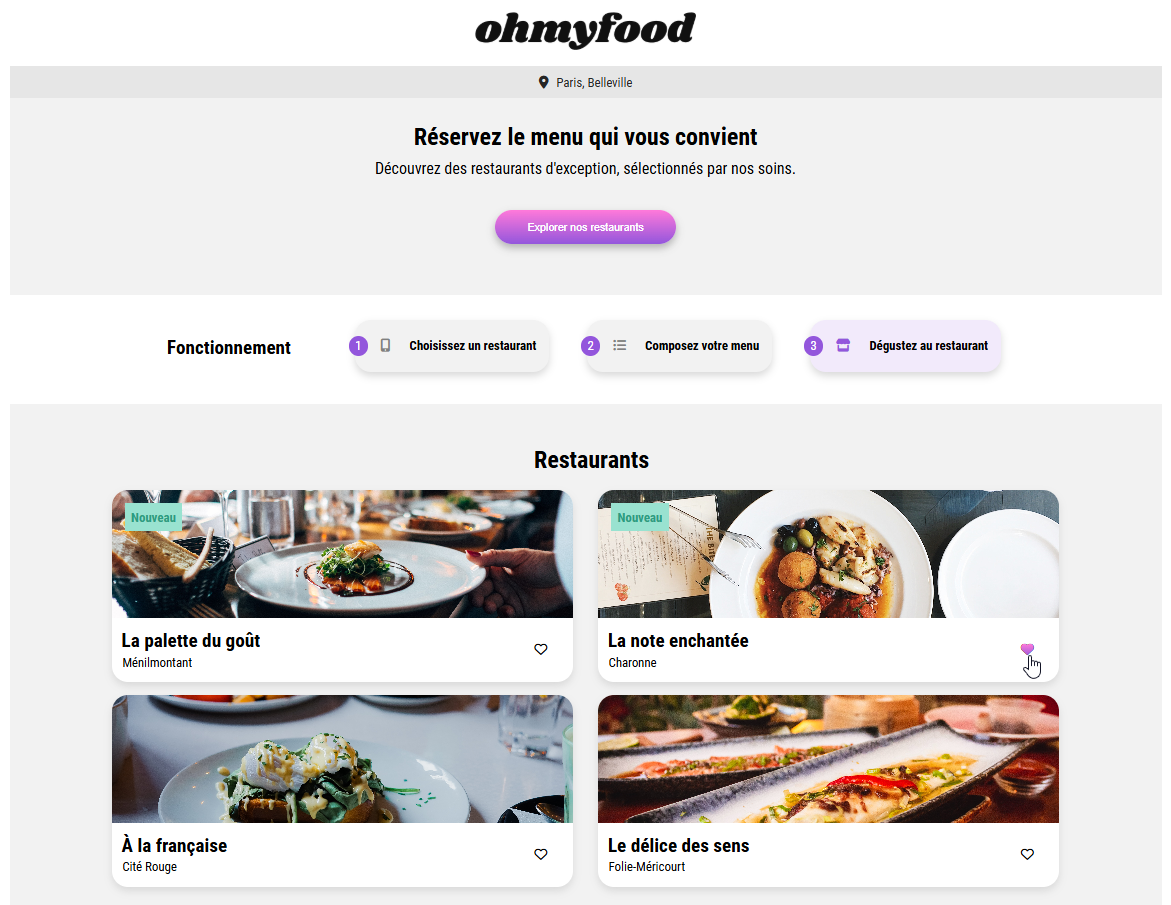 ohmyfood
Paris, Belleville
Réservez le menu qui vous convient
Découvrez des restaurants d'exception, sélectionnés par nos soins.
Explorer nos restaurants
Fonctionnement
1 Choisissez un restaurant
2 Composez votre menu
3 Dégustez au restaurant
Restaurants
Nouveau
La palette du goût
Ménilmontant
Nouveau
La note enchantée
Charonne
À la française
Cité Rouge
Le délice des sens
Folie-Méricourt